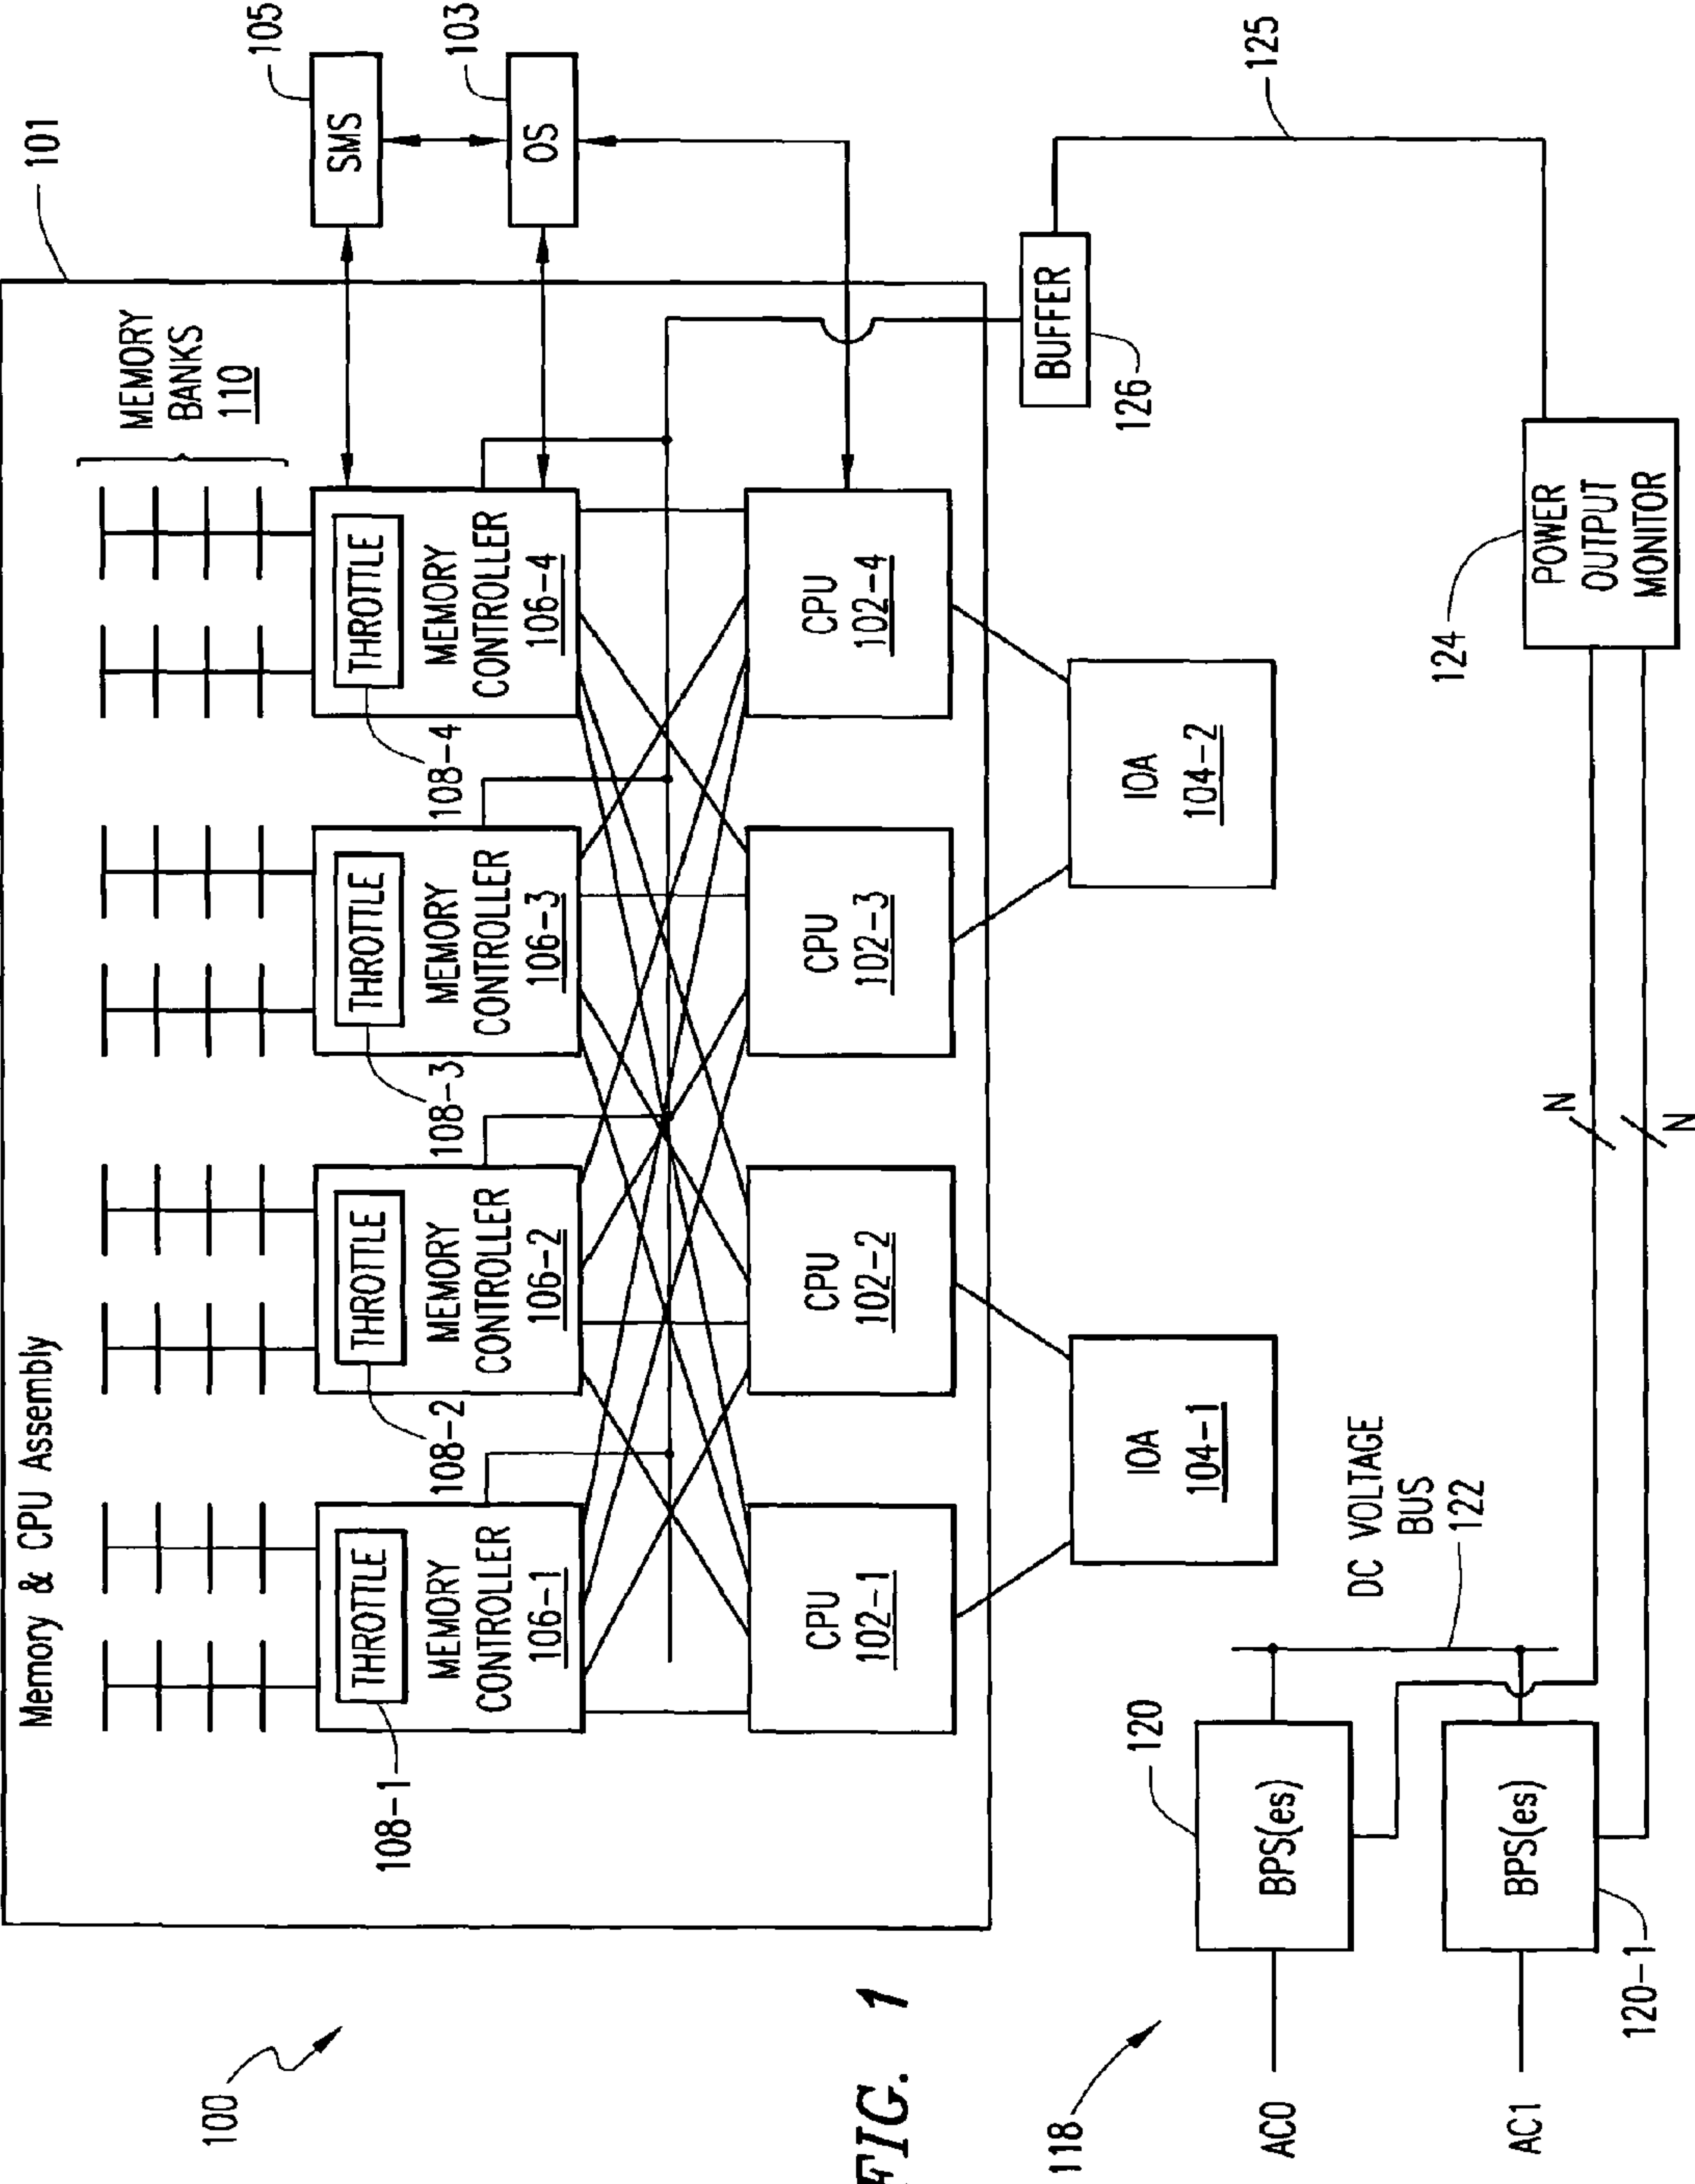 Memory & CPU Assembly
101
MEMORY
BANKS
110
105
SMS
103
OS
108-1
THROTTLE
MEMORY
CONTROLLER
106-1
108-2
THROTTLE
MEMORY
CONTROLLER
106-2
108-3
THROTTLE
MEMORY
CONTROLLER
106-3
108-4
THROTTLE
MEMORY
CONTROLLER
106-4
CPU
102-1
CPU
102-2
CPU
102-3
CPU
102-4
100
FIG. 1
IOA
104-1
IOA
104-2
BUFFER
126
125
118
120
BPS(es)
AC0
DC VOLTAGE
BUS
122
BPS(es)
120-1
AC1
N
N
124
POWER
OUTPUT
MONITOR